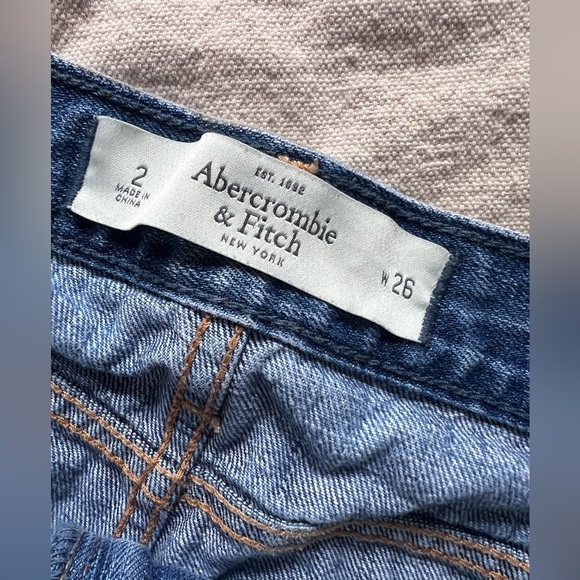 2
MADE IN
CHINA
EST. 1892
Abercrombie
& Fitch
NEW YORK
W 26